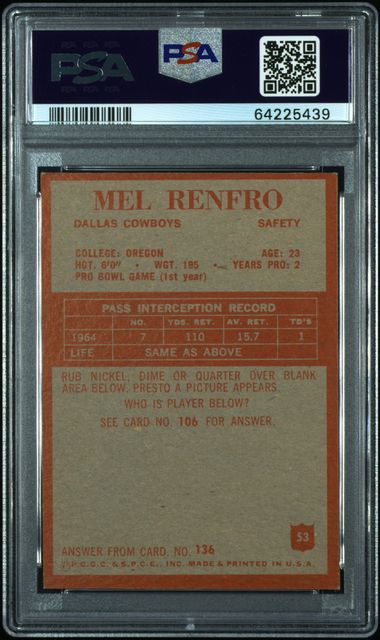 PSA
PSA
64225439
MEL RENFRO
DALLAS COWBOYS SAFETY
COLLEGE: OREGON AGE: 23
HGT. 6'0" • WGT. 195 • YEARS PRO: 2
PRO BOWL GAME (1st year)
PASS INTERCEPTION RECORD
NO. YDS. RET. AV. RET. TD'S
1964 7 110 15.7 1
LIFE SAME AS ABOVE
RUB NICKEL, DIME OR QUARTER OVER BLANK
AREA BELOW. PRESTO A PICTURE APPEARS.
WHO IS PLAYER BELOW?
SEE CARD NO. 106 FOR ANSWER.
53
ANSWER FROM CARD. NO. 136
P.C.G.C. & S.P.C.E., INC. MADE & PRINTED IN U.S.A.